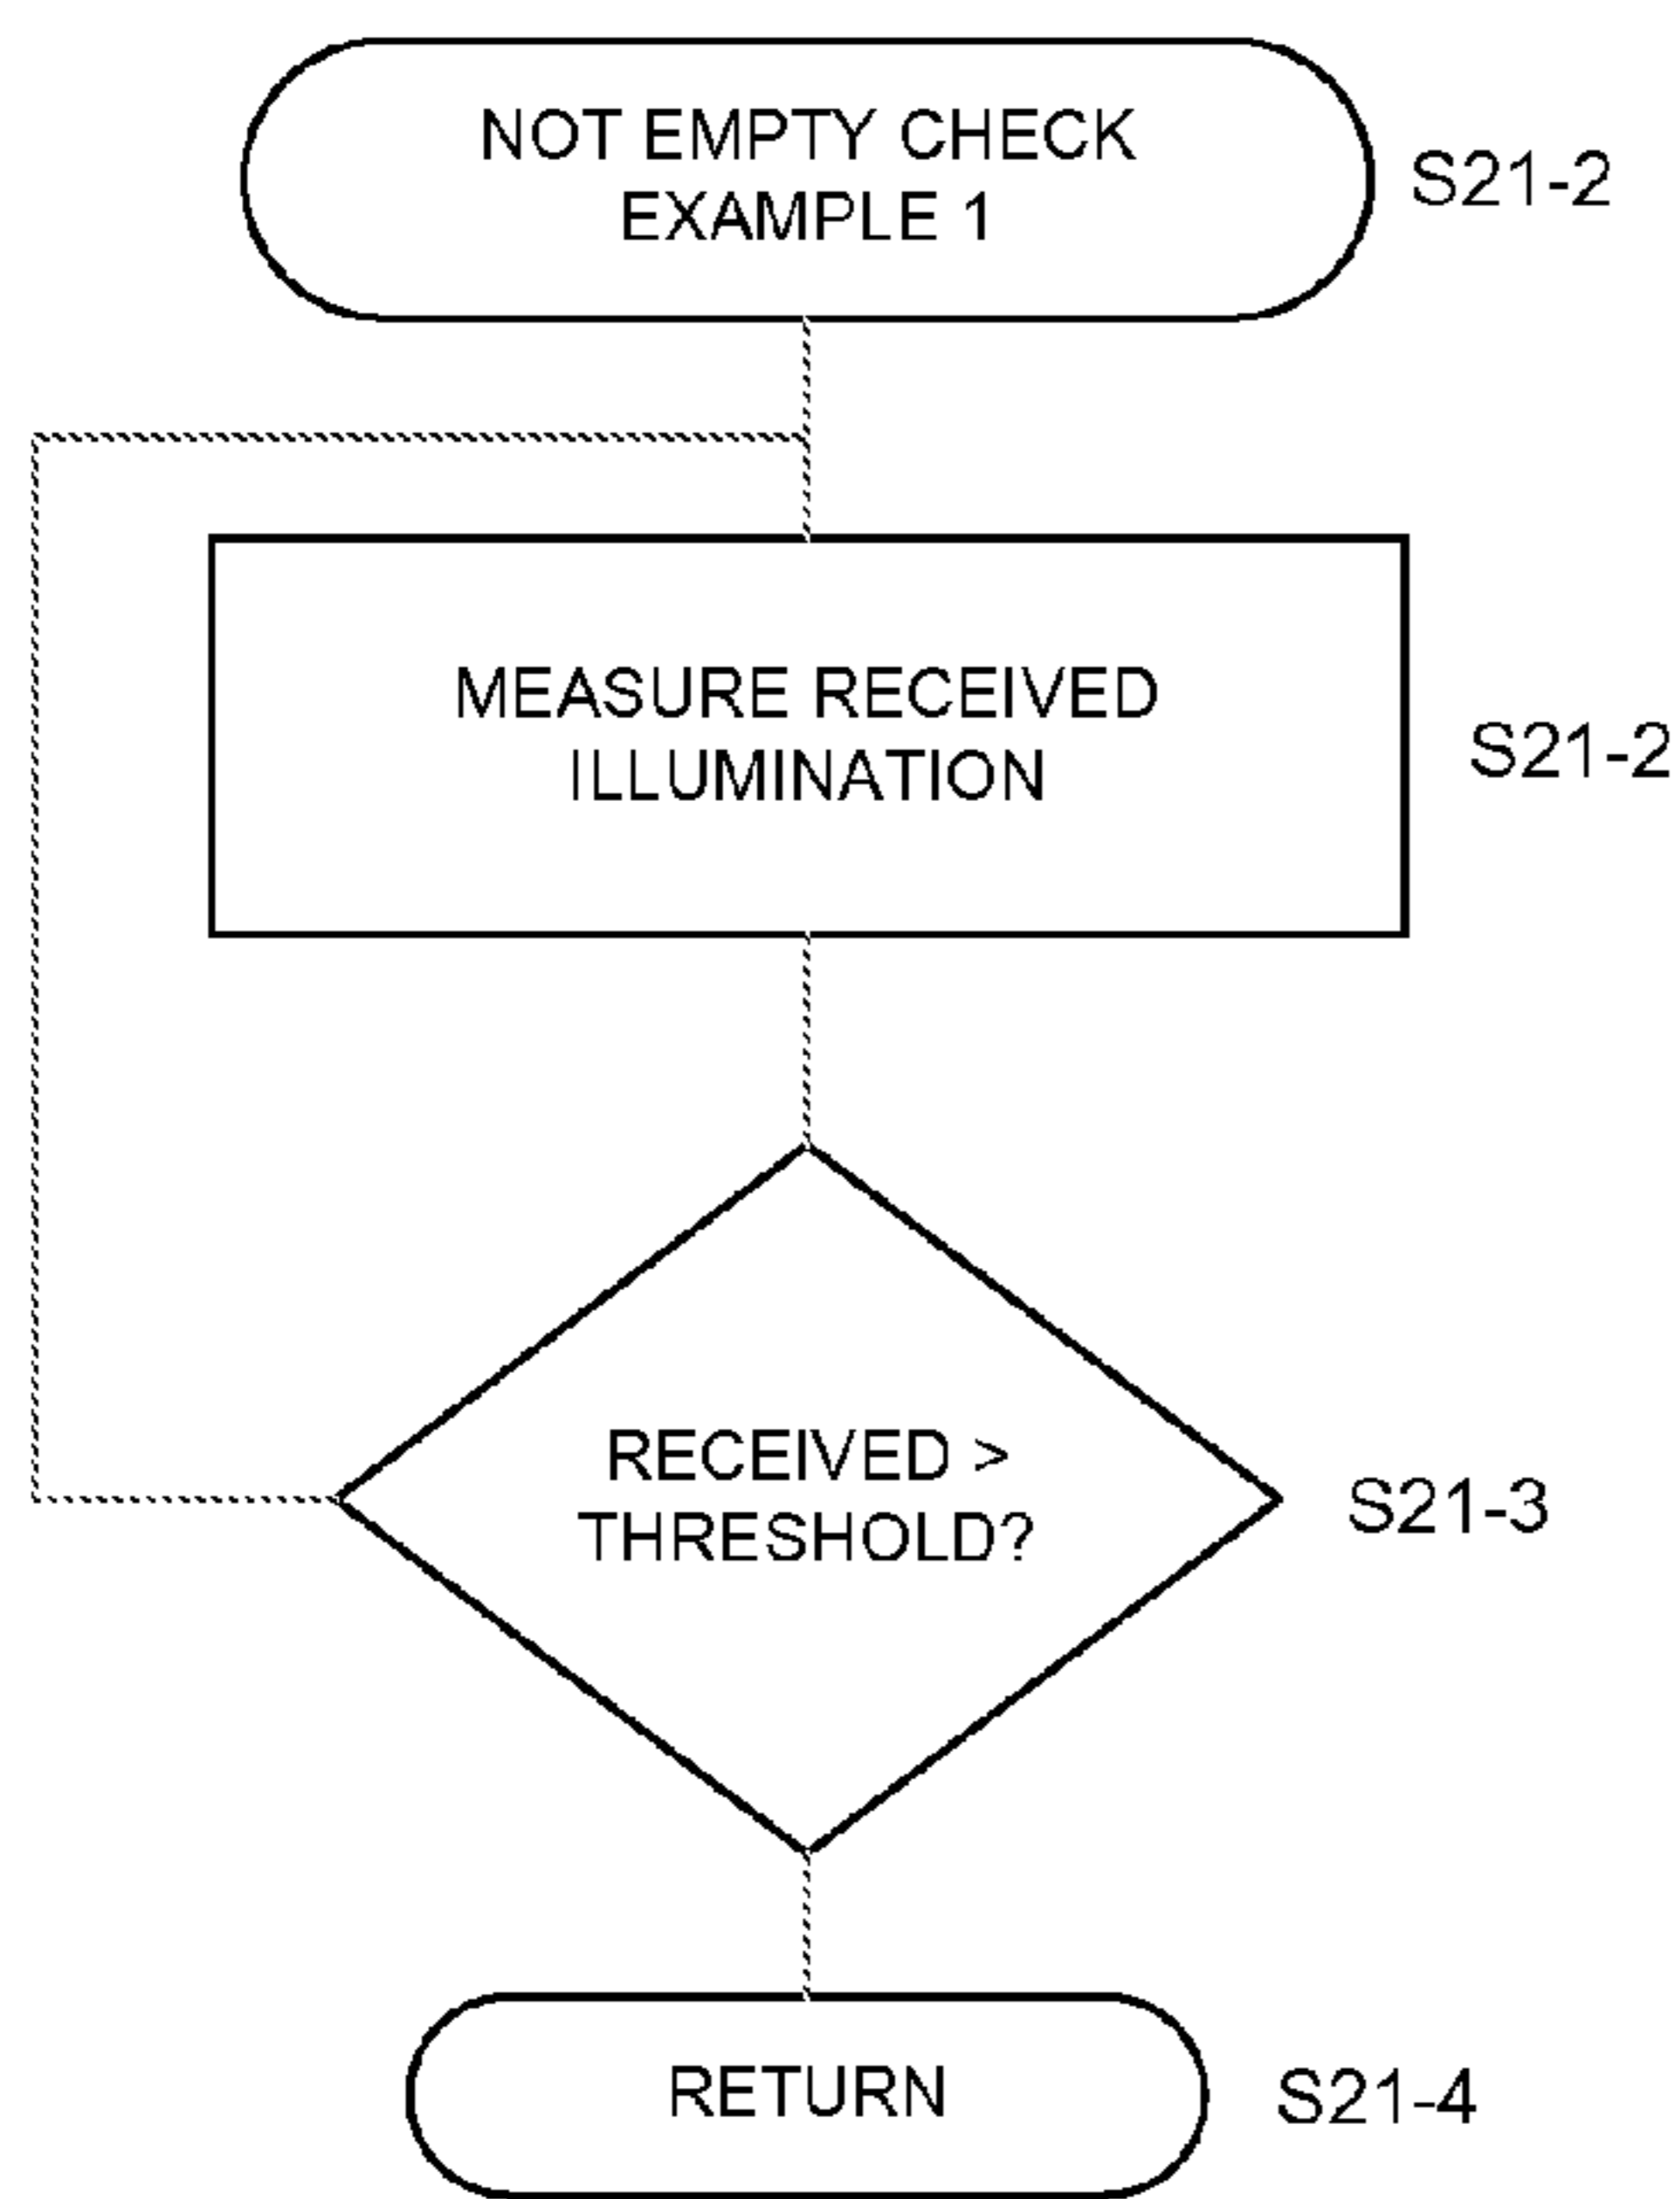 NOT EMPTY CHECK
EXAMPLE 1
S21-2
MEASURE RECEIVED
ILLUMINATION
S21-2
RECEIVED >
THRESHOLD?
S21-3
RETURN
S21-4